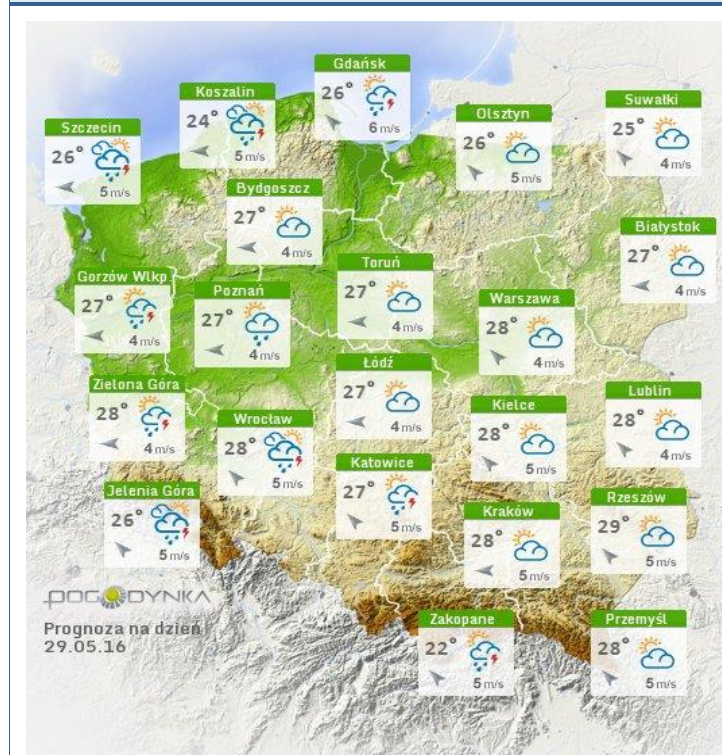 Gdańsk
26°
6 m/s
Koszalin
24°
5 m/s
Suwałki
25°
4 m/s
Olsztyn
26°
5 m/s
Szczecin
26°
5 m/s
Bydgoszcz
27°
4 m/s
Białystok
27°
4 m/s
Toruń
27°
4 m/s
Gorzów Wlkp
27°
4 m/s
Poznań
27°
4 m/s
Warszawa
28°
4 m/s
Łódź
27°
4 m/s
Zielona Góra
28°
4 m/s
Lublin
28°
4 m/s
Kielce
28°
5 m/s
Wrocław
28°
5 m/s
Katowice
27°
5 m/s
Jelenia Góra
26°
5 m/s
Rzeszów
29°
5 m/s
Kraków
28°
5 m/s
POGODYNKA
Prognoza na dzień
29.05.16
Zakopane
22°
5 m/s
Przemyśl
28°
5 m/s